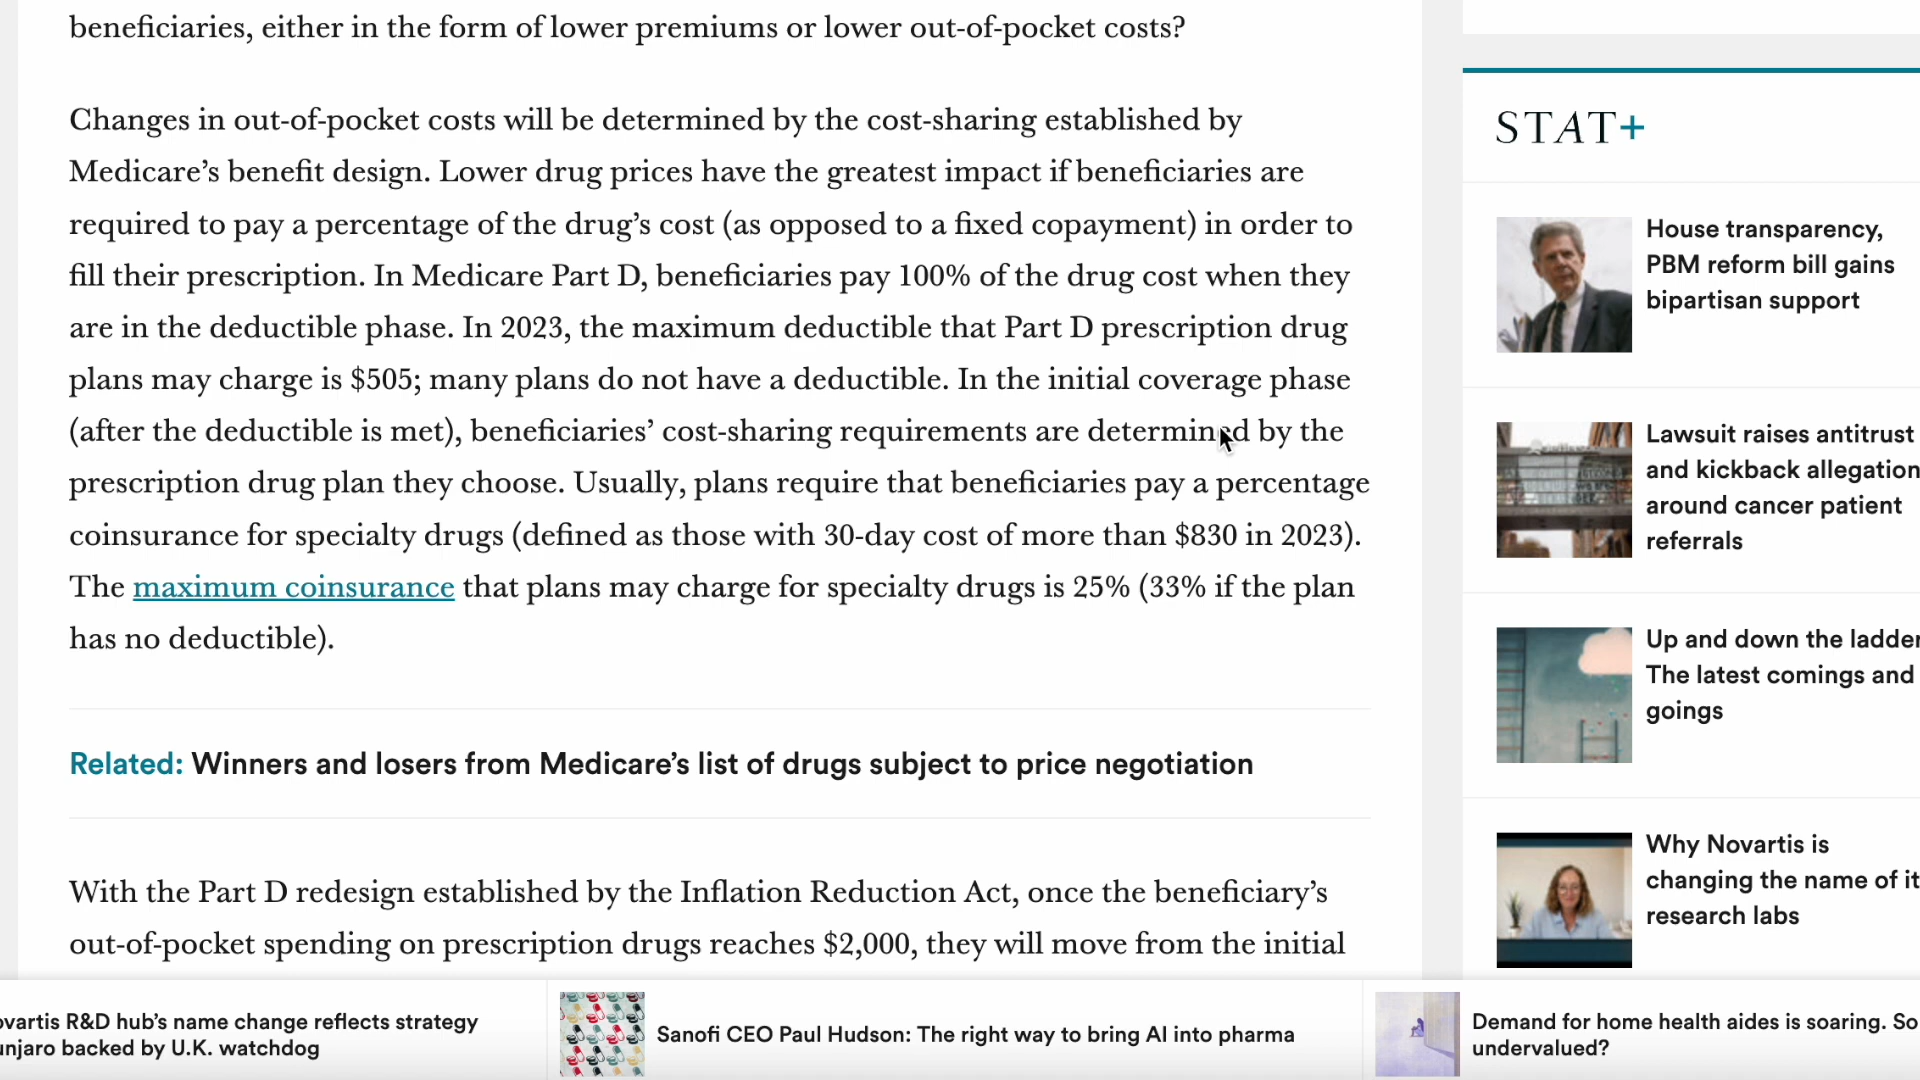 beneficiaries, either in the form of lower premiums or lower out-of-pocket costs?
Changes in out-of-pocket costs will be determined by the cost-sharing established by
Medicare’s benefit design. Lower drug prices have the greatest impact if beneficiaries are
required to pay a percentage of the drug’s cost (as opposed to a fixed copayment) in order to
fill their prescription. In Medicare Part D, beneficiaries pay 100% of the drug cost when they
are in the deductible phase. In 2023, the maximum deductible that Part D prescription drug
plans may charge is $505; many plans do not have a deductible. In the initial coverage phase
(after the deductible is met), beneficiaries’ cost-sharing requirements are determined by the
prescription drug plan they choose. Usually, plans require that beneficiaries pay a percentage
coinsurance for specialty drugs (defined as those with 30-day cost of more than $830 in 2023).
The maximum coinsurance that plans may charge for specialty drugs is 25% (33% if the plan
has no deductible).
Related: Winners and losers from Medicare’s list of drugs subject to price negotiation
With the Part D redesign established by the Inflation Reduction Act, once the beneficiary’s
out-of-pocket spending on prescription drugs reaches $2,000, they will move from the initial
STAT+
House transparency,
PBM reform bill gains
bipartisan support
Lawsuit raises antitrust
and kickback allegation
around cancer patient
referrals
Up and down the ladder
The latest comings and
goings
Why Novartis is
changing the name of it
research labs
ovartis R&D hub’s name change reflects strategy
unjaro backed by U.K. watchdog
Sanofi CEO Paul Hudson: The right way to bring AI into pharma
Demand for home health aides is soaring. So
undervalued?